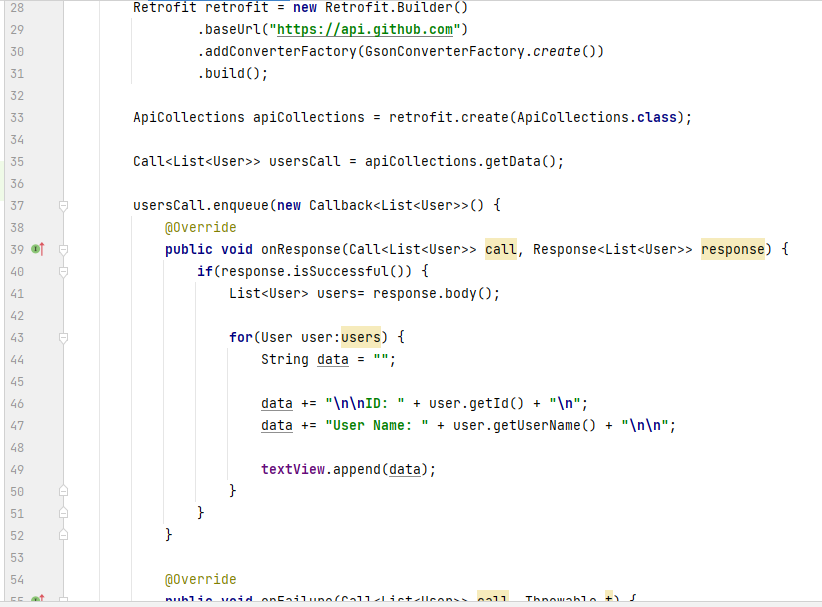 28 Retrofit retrofit = new Retrofit.Builder()
29 .baseUrl("https://api.github.com")
30 .addConverterFactory(GsonConverterFactory.create())
31 .build();
32
33 ApiCollections apiCollections = retrofit.create(ApiCollections.class);
34
35 Call<List<User>> usersCall = apiCollections.getData();
36
37 usersCall.enqueue(new Callback<List<User>>() {
38 @Override
39 public void onResponse(Call<List<User>> call, Response<List<User>> response) {
40 if(response.isSuccessful()) {
41 List<User> users= response.body();
42
43 for(User user:users) {
44 String data = "";
45
46 data += "\n\nID: " + user.getId() + "\n";
47 data += "User Name: " + user.getUserName() + "\n\n";
48
49 textView.append(data);
50 }
51 }
52 }
53
54 @Override
55 public void onFailure(Call<List<User>> call, Throwable t) {